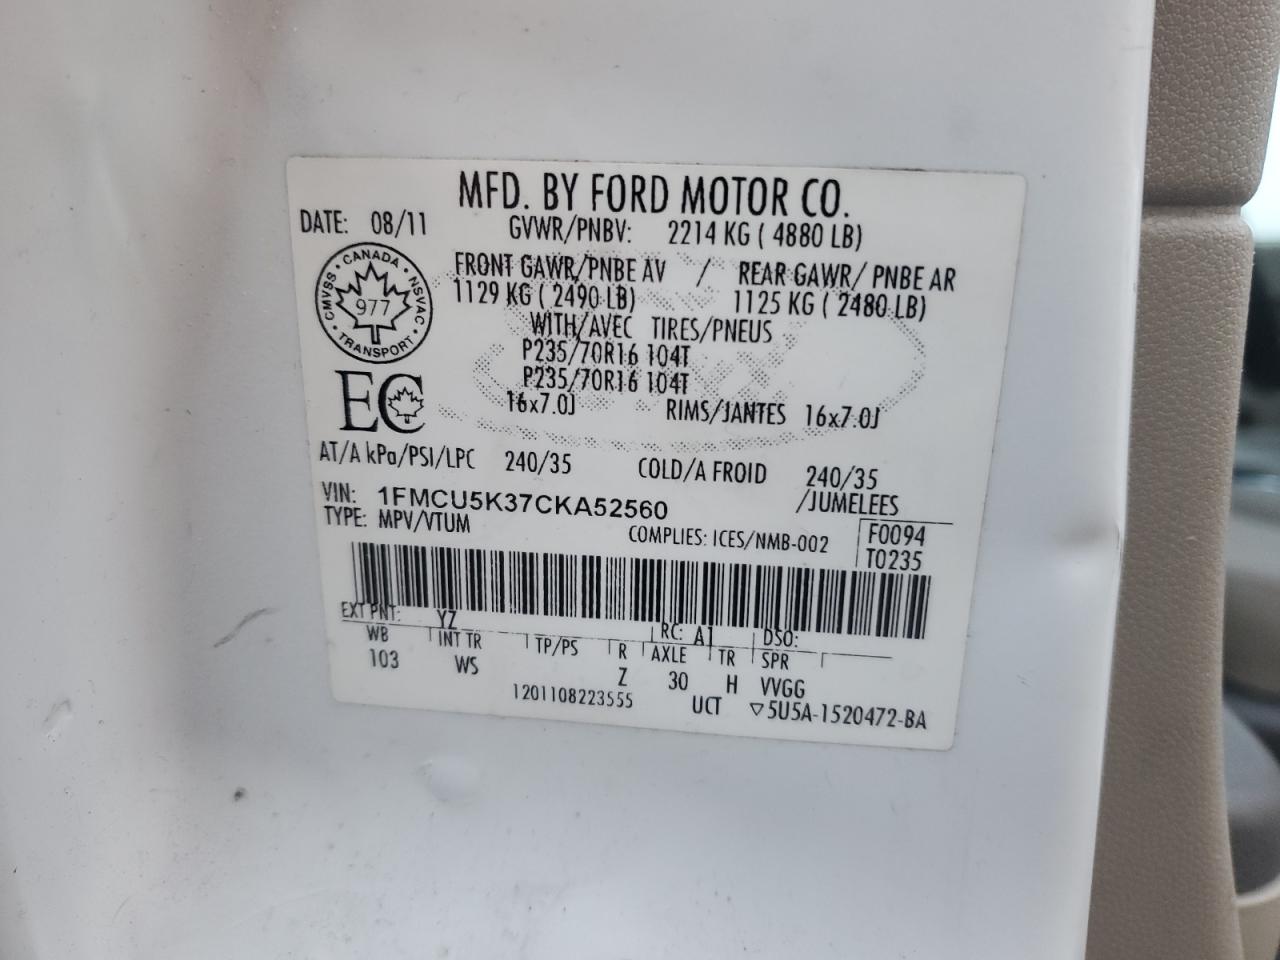 MFD. BY FORD MOTOR CO.
DATE: 08/11 GVWR/PNBV: 2214 KG ( 4880 LB)
FRONT GAWR/PNBE AV / REAR GAWR/ PNBE AR
1129 KG ( 2490 LB) 1125 KG ( 2480 LB)
CANADA · NSVAC · TRANSPORT · CMVSS ·
977
WITH/AVEC TIRES/PNEUS
P235/70R16 104T
P235/70R16 104T
EC
16x7.0J RIMS/JANTES 16x7.0J
AT/A kPa/PSI/LPC 240/35 COLD/A FROID 240/35
VIN: 1FMCU5K37CKA52560 /JUMELEES
TYPE: MPV/VTUM COMPLIES: ICES/NMB-002 F0094
T0235
EXT PNT: YZ RC: A1 DSO:
WB INT TR TP/PS R AXLE TR SPR
103 WS Z 30 H VVGG
1201108223555 UCT ▽5U5A-1520472-BA